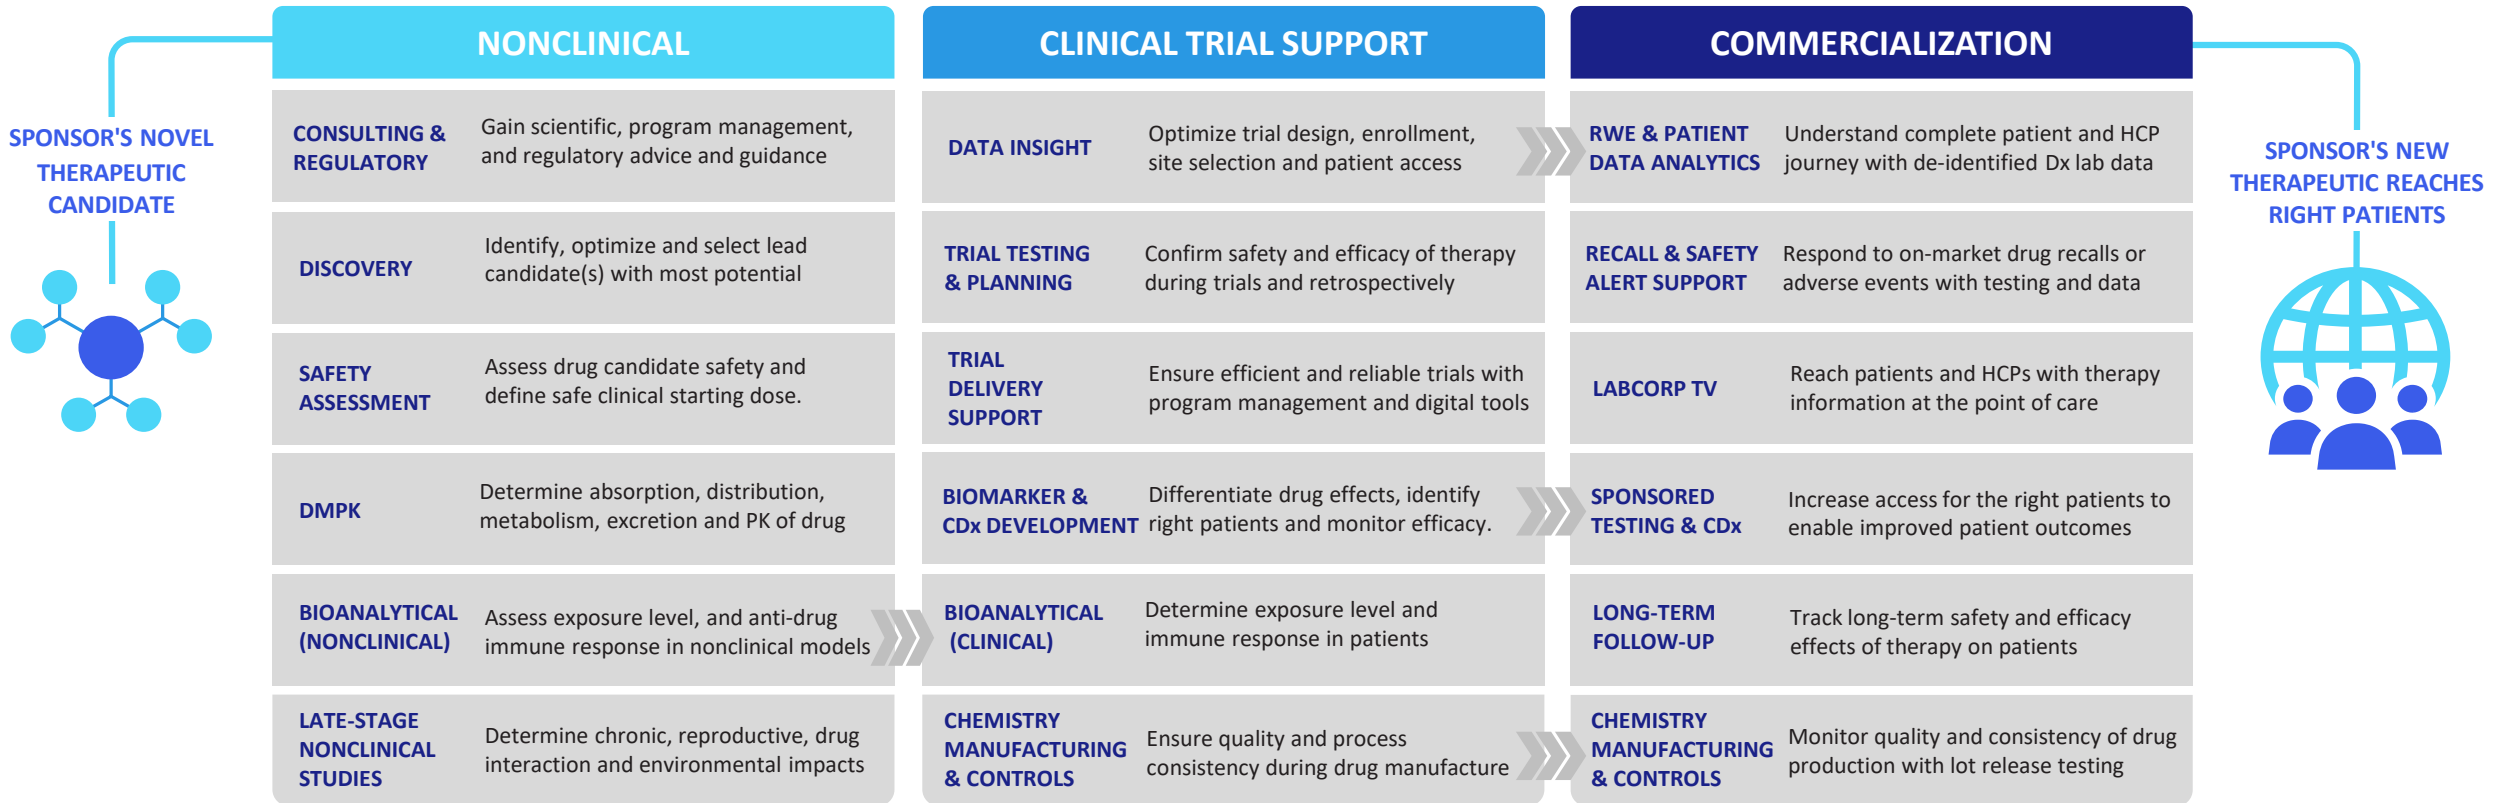 SPONSOR'S NOVEL
THERAPEUTIC
CANDIDATE
NONCLINICAL
CONSULTING &
REGULATORY
Gain scientific, program management,
and regulatory advice and guidance
DISCOVERY
Identify, optimize and select lead
candidate(s) with most potential
SAFETY
ASSESSMENT
Assess drug candidate safety and
define safe clinical starting dose.
DMPK
Determine absorption, distribution,
metabolism, excretion and PK of drug
BIOANALYTICAL
(NONCLINICAL)
Assess exposure level, and anti-drug
immune response in nonclinical models
LATE-STAGE
NONCLINICAL
STUDIES
Determine chronic, reproductive, drug
interaction and environmental impacts
CLINICAL TRIAL SUPPORT
DATA INSIGHT
Optimize trial design, enrollment,
site selection and patient access
TRIAL TESTING
& PLANNING
Confirm safety and efficacy of therapy
during trials and retrospectively
TRIAL
DELIVERY
SUPPORT
Ensure efficient and reliable trials with
program management and digital tools
BIOMARKER &
CDx DEVELOPMENT
Differentiate drug effects, identify
right patients and monitor efficacy.
BIOANALYTICAL
(CLINICAL)
Determine exposure level and
immune response in patients
CHEMISTRY
MANUFACTURING
& CONTROLS
Ensure quality and process
consistency during drug manufacture
COMMERCIALIZATION
RWE & PATIENT
DATA ANALYTICS
Understand complete patient and HCP
journey with de-identified Dx lab data
RECALL & SAFETY
ALERT SUPPORT
Respond to on-market drug recalls or
adverse events with testing and data
LABCORP TV
Reach patients and HCPs with therapy
information at the point of care
SPONSORED
TESTING & CDx
Increase access for the right patients to
enable improved patient outcomes
LONG-TERM
FOLLOW-UP
Track long-term safety and efficacy
effects of therapy on patients
CHEMISTRY
MANUFACTURING
& CONTROLS
Monitor quality and consistency of drug
production with lot release testing
SPONSOR'S NEW
THERAPEUTIC REACHES
RIGHT PATIENTS